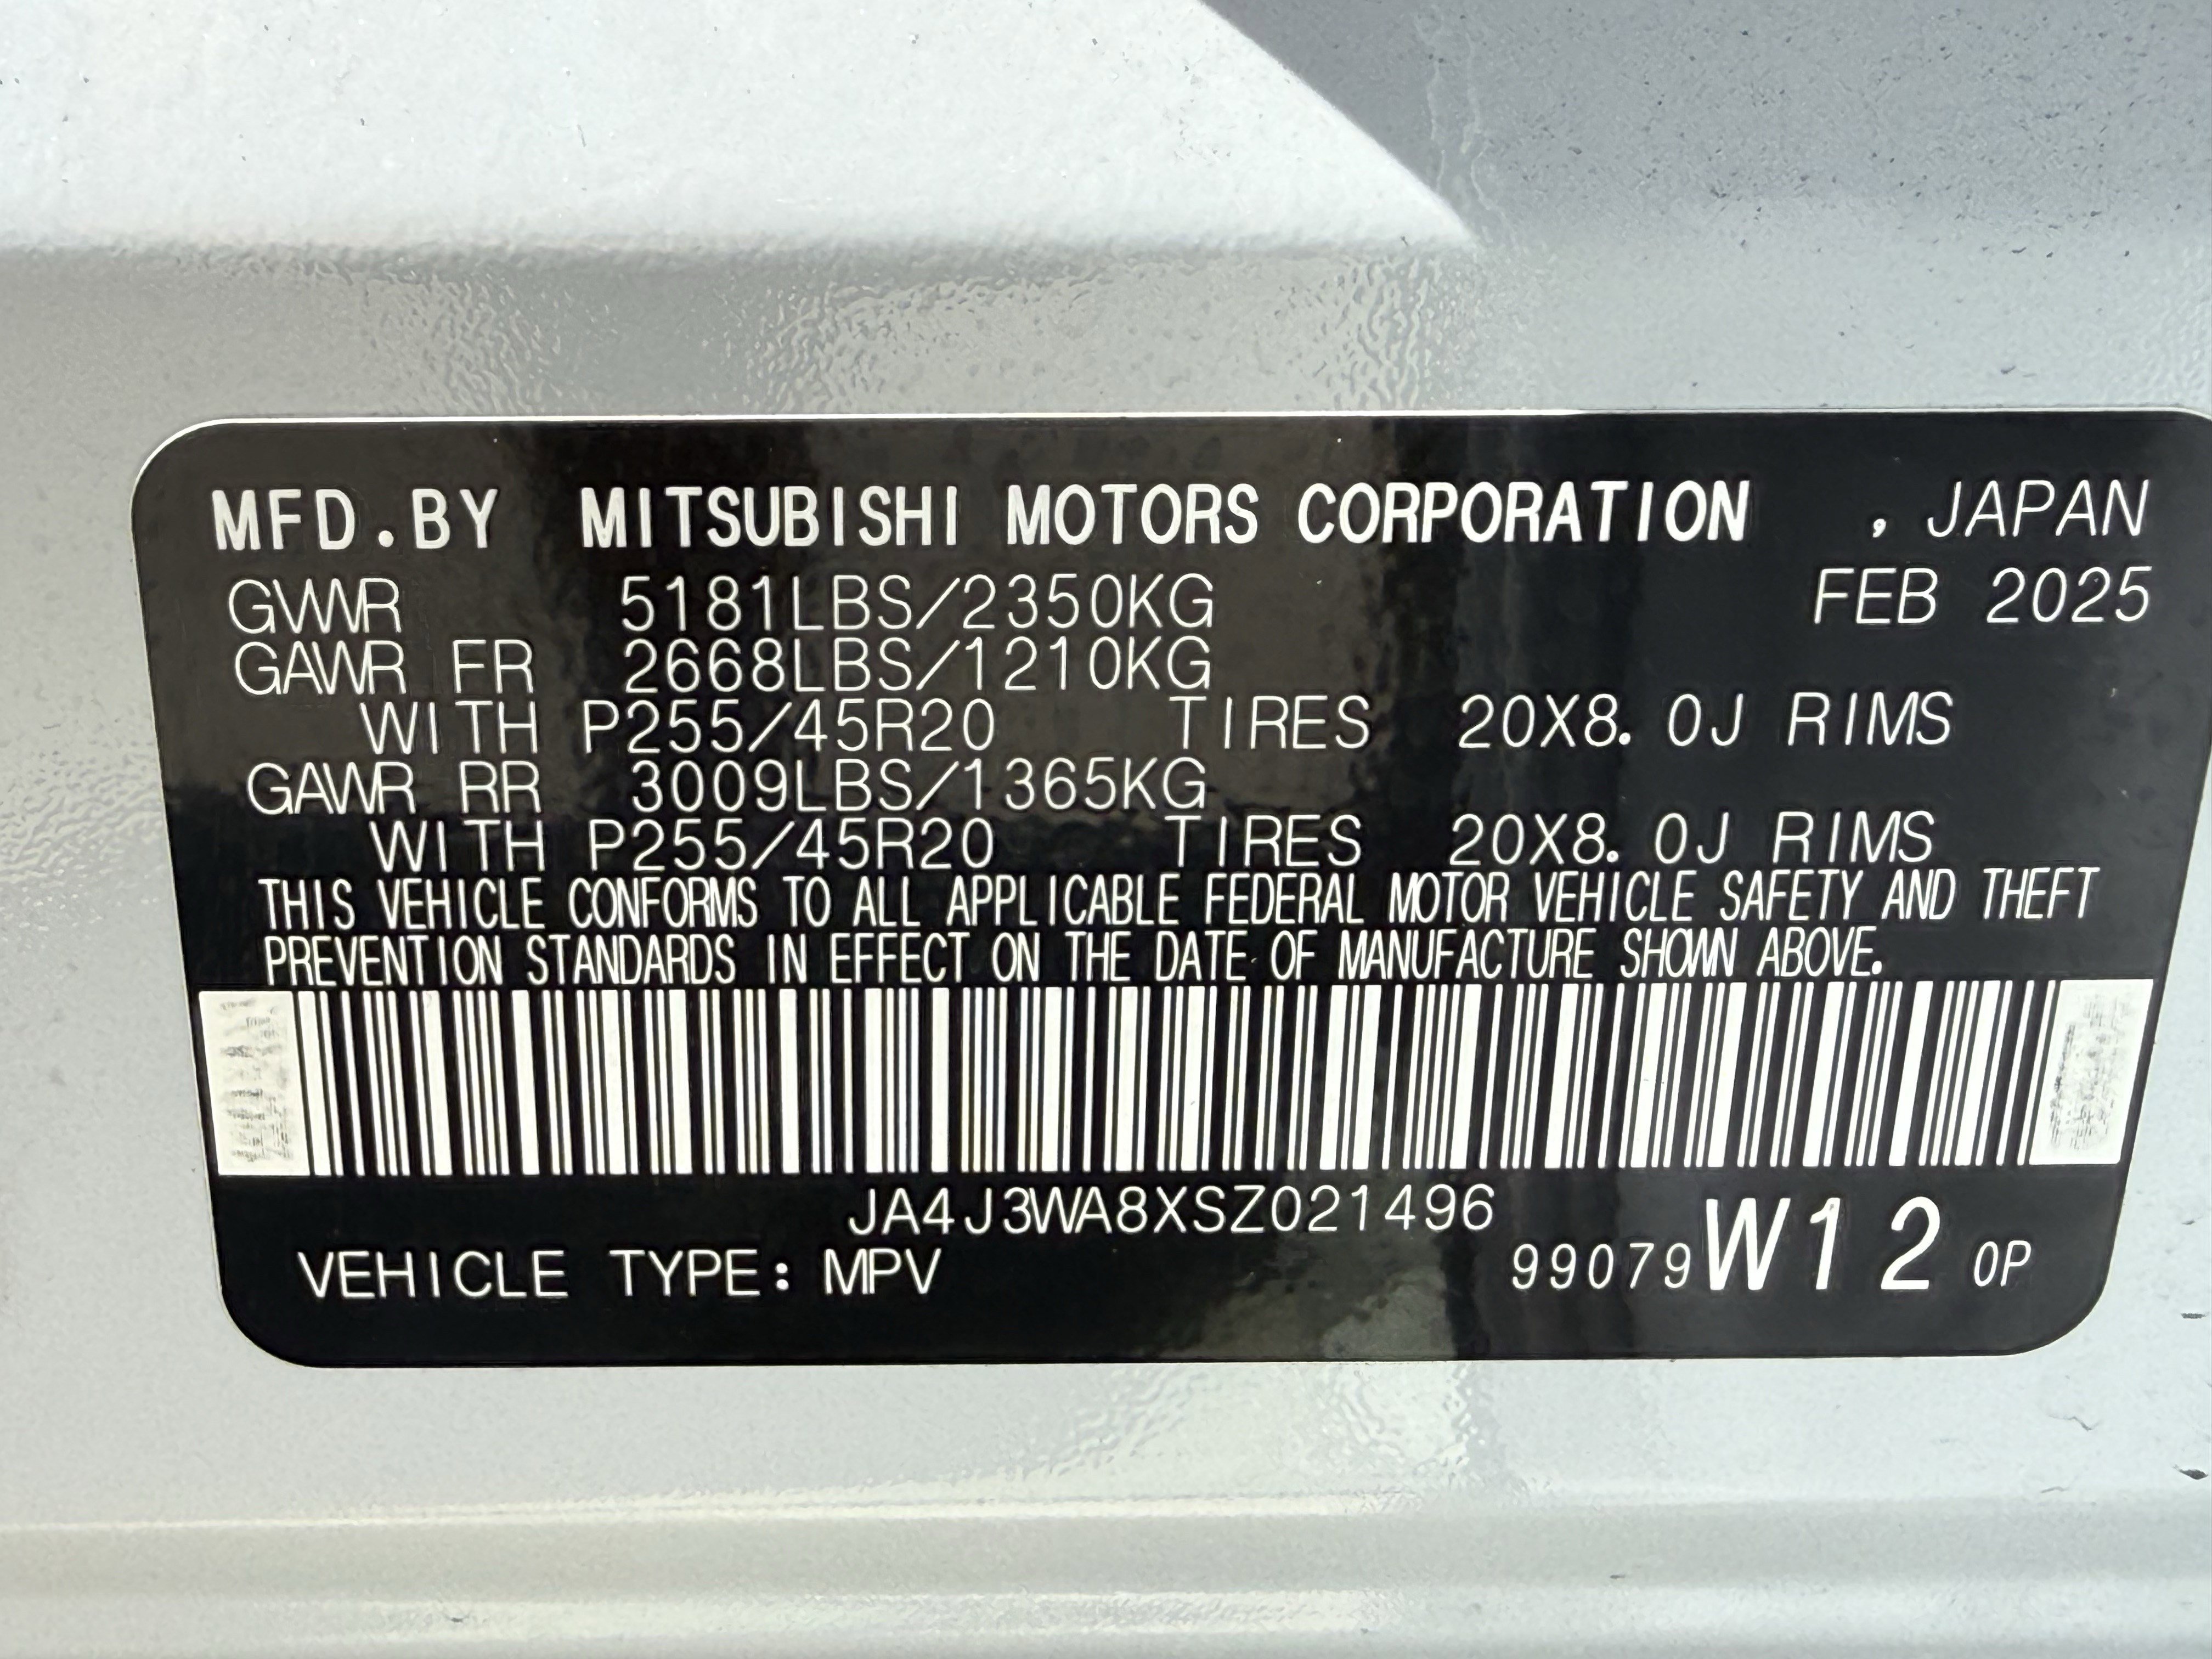 MFD.BY MITSUBISHI MOTORS CORPORATION , JAPAN
GVWR 5181LBS/2350KG FEB 2025
GAWR FR 2668LBS/1210KG
WITH P255/45R20 TIRES 20X8.0J RIMS
GAWR RR 3009LBS/1365KG
WITH P255/45R20 TIRES 20X8.0J RIMS
THIS VEHICLE CONFORMS TO ALL APPLICABLE FEDERAL MOTOR VEHICLE SAFETY AND THEFT
PREVENTION STANDARDS IN EFFECT ON THE DATE OF MANUFACTURE SHOWN ABOVE.
JA4J3WA8XSZ021496
VEHICLE TYPE: MPV 99079 W12 0P